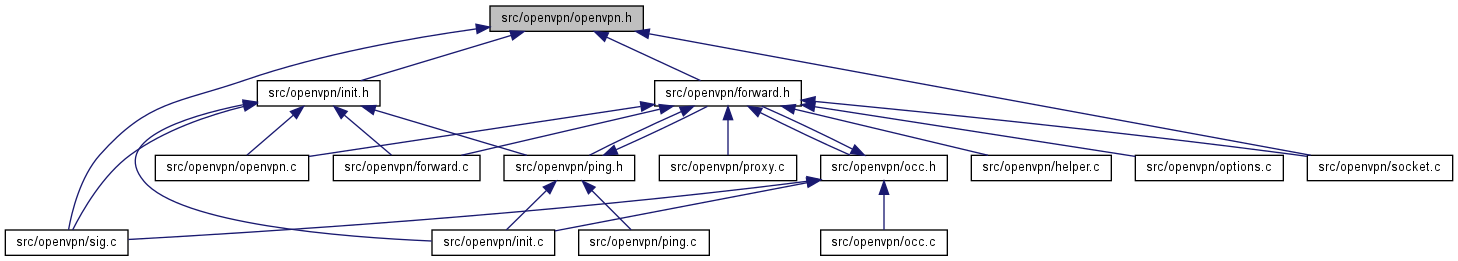 src/openvpn/openvpn.h
src/openvpn/init.h
src/openvpn/forward.h
src/openvpn/openvpn.c
src/openvpn/forward.c
src/openvpn/ping.h
src/openvpn/proxy.c
src/openvpn/occ.h
src/openvpn/helper.c
src/openvpn/options.c
src/openvpn/socket.c
src/openvpn/sig.c
src/openvpn/init.c
src/openvpn/ping.c
src/openvpn/occ.c